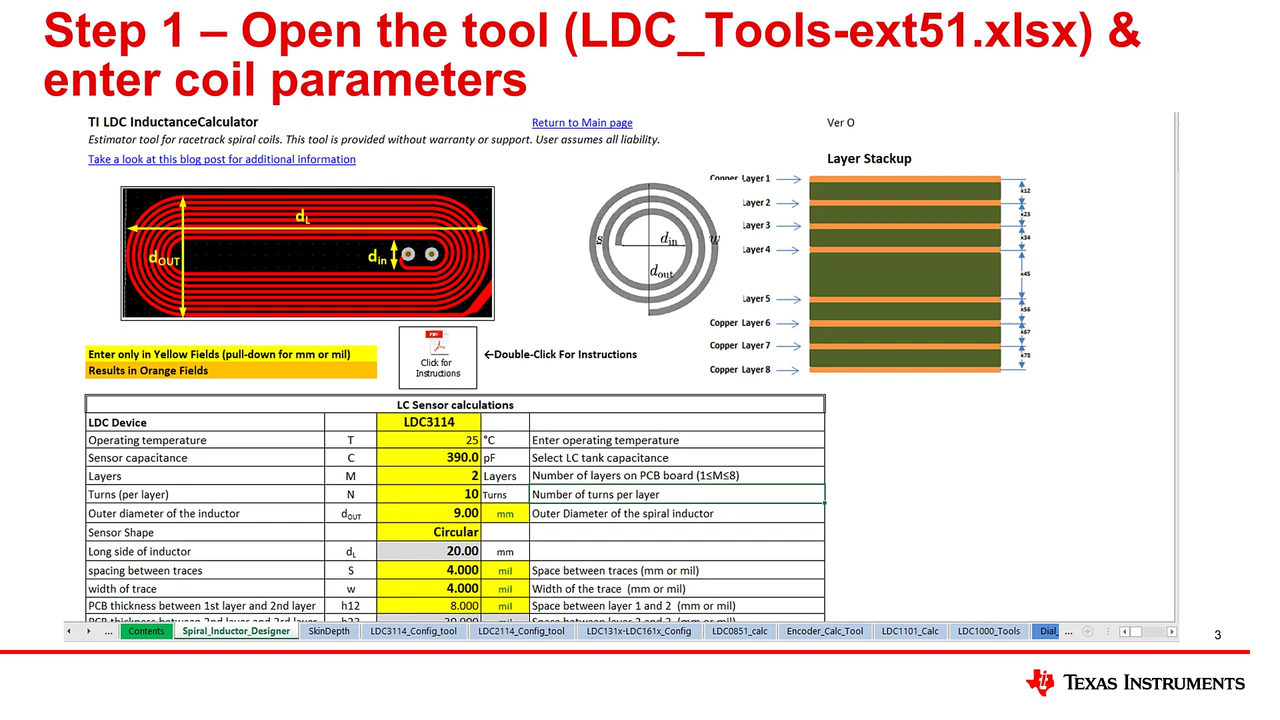 Step 1 – Open the tool (LDC_Tools-ext51.xlsx) &
enter coil parameters
TI LDC InductanceCalculator
Return to Main page
Ver O
Estimator tool for racetrack spiral coils. This tool is provided without warranty or support. User assumes all liability.
Take a look at this blog post for additional information
Layer Stackup
dL
dOUT
din
s
din
w
dout
Copper Layer 1
Layer 2
Layer 3
Layer 4
Layer 5
Copper Layer 6
Copper Layer 7
Copper Layer 8
x12
x23
x34
x45
x56
x67
x78
Enter only in Yellow Fields (pull-down for mm or mil)
Results in Orange Fields
PDF
Click for
Instructions
←Double-Click For Instructions
LC Sensor calculations
LDC Device LDC3114
Operating temperature T 25 °C Enter operating temperature
Sensor capacitance C 390.0 pF Select LC tank capacitance
Layers M 2 Layers Number of layers on PCB board (1≤M≤8)
Turns (per layer) N 10 Turns Number of turns per layer
Outer diameter of the inductor dOUT 9.00 mm Outer Diameter of the spiral inductor
Sensor Shape Circular
Long side of inductor dL 20.00 mm
spacing between traces S 4.000 mil Space between traces (mm or mil)
width of trace w 4.000 mil Width of the trace (mm or mil)
PCB thickness between 1st layer and 2nd layer h12 8.000 mil Space between layer 1 and 2 (mm or mil)
... Contents Spiral_Inductor_Designer SkinDepth LDC3114_Config_tool LDC2114_Config_tool LDC131x-LDC161x_Config LDC0851_calc Encoder_Calc_Tool LDC1101_Calc LDC1000_Tools Dial_ ...
3
TEXAS INSTRUMENTS